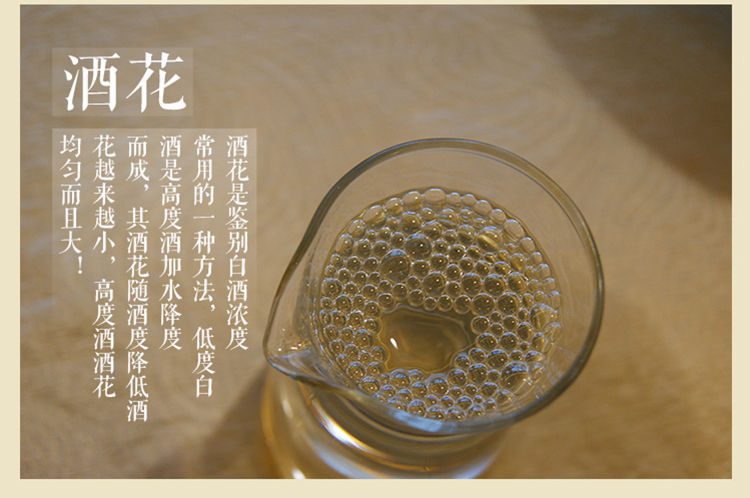 酒花
酒花是鉴别白酒浓度
常用的一种方法，低度白
酒是高度酒加水降度
而成，其酒花随酒度降低酒
花越来越小，高度酒酒花
均匀而且大！